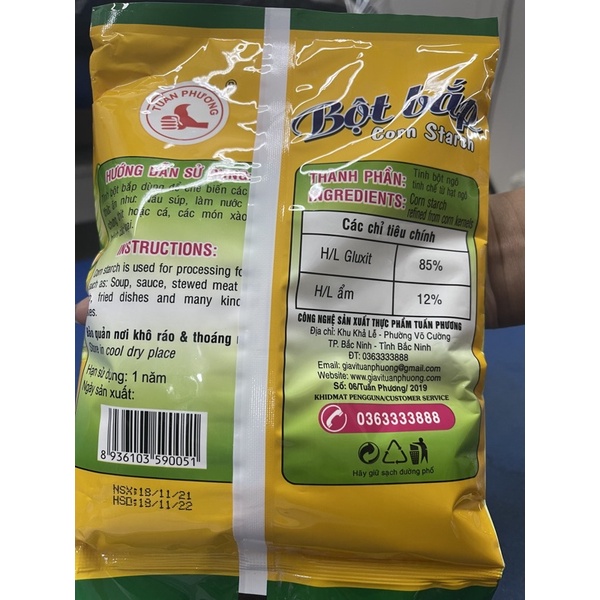 TUẤN PHƯƠNG
®
HƯỚNG DẪN SỬ DỤNG:
bột bắp dùng để chế biến các
như: nấu súp, làm nước
hoặc cá, các món xào
INSTRUCTIONS:
Corn starch is used for processing
as: Soup, sauce, stewed meat
fried dishes and many
quản nơi khô ráo & thoáng
Store in cool dry place
Hạn sử dụng: 1 năm
Ngày sản xuất:
8 936103 590051
NSX:18/11/21
HSD:18/11/22
Bột bắp
Corn Starch
THÀNH PHẦN: Tinh bột ngô
tinh chế từ hạt ngô
INGREDIENTS: Corn starch
refined from corn kernels
Các chỉ tiêu chính
H/L Gluxit 85%
H/L ẩm 12%
CÔNG NGHỆ SẢN XUẤT THỰC PHẨM TUẤN PHƯƠNG
Địa chỉ: Khu Khả Lễ - Phường Võ Cường
TP. Bắc Ninh - Tỉnh Bắc Ninh
ĐT: 0363333888
Email: giavituanphuong@gmail.com
Website: www.giavituanphuong.com
Số: 06/Tuấn Phương/ 2019
KHIDMAT PENGGUNA/CUSTOMER SERVICE
0363333888
Hãy giữ sạch đường phố